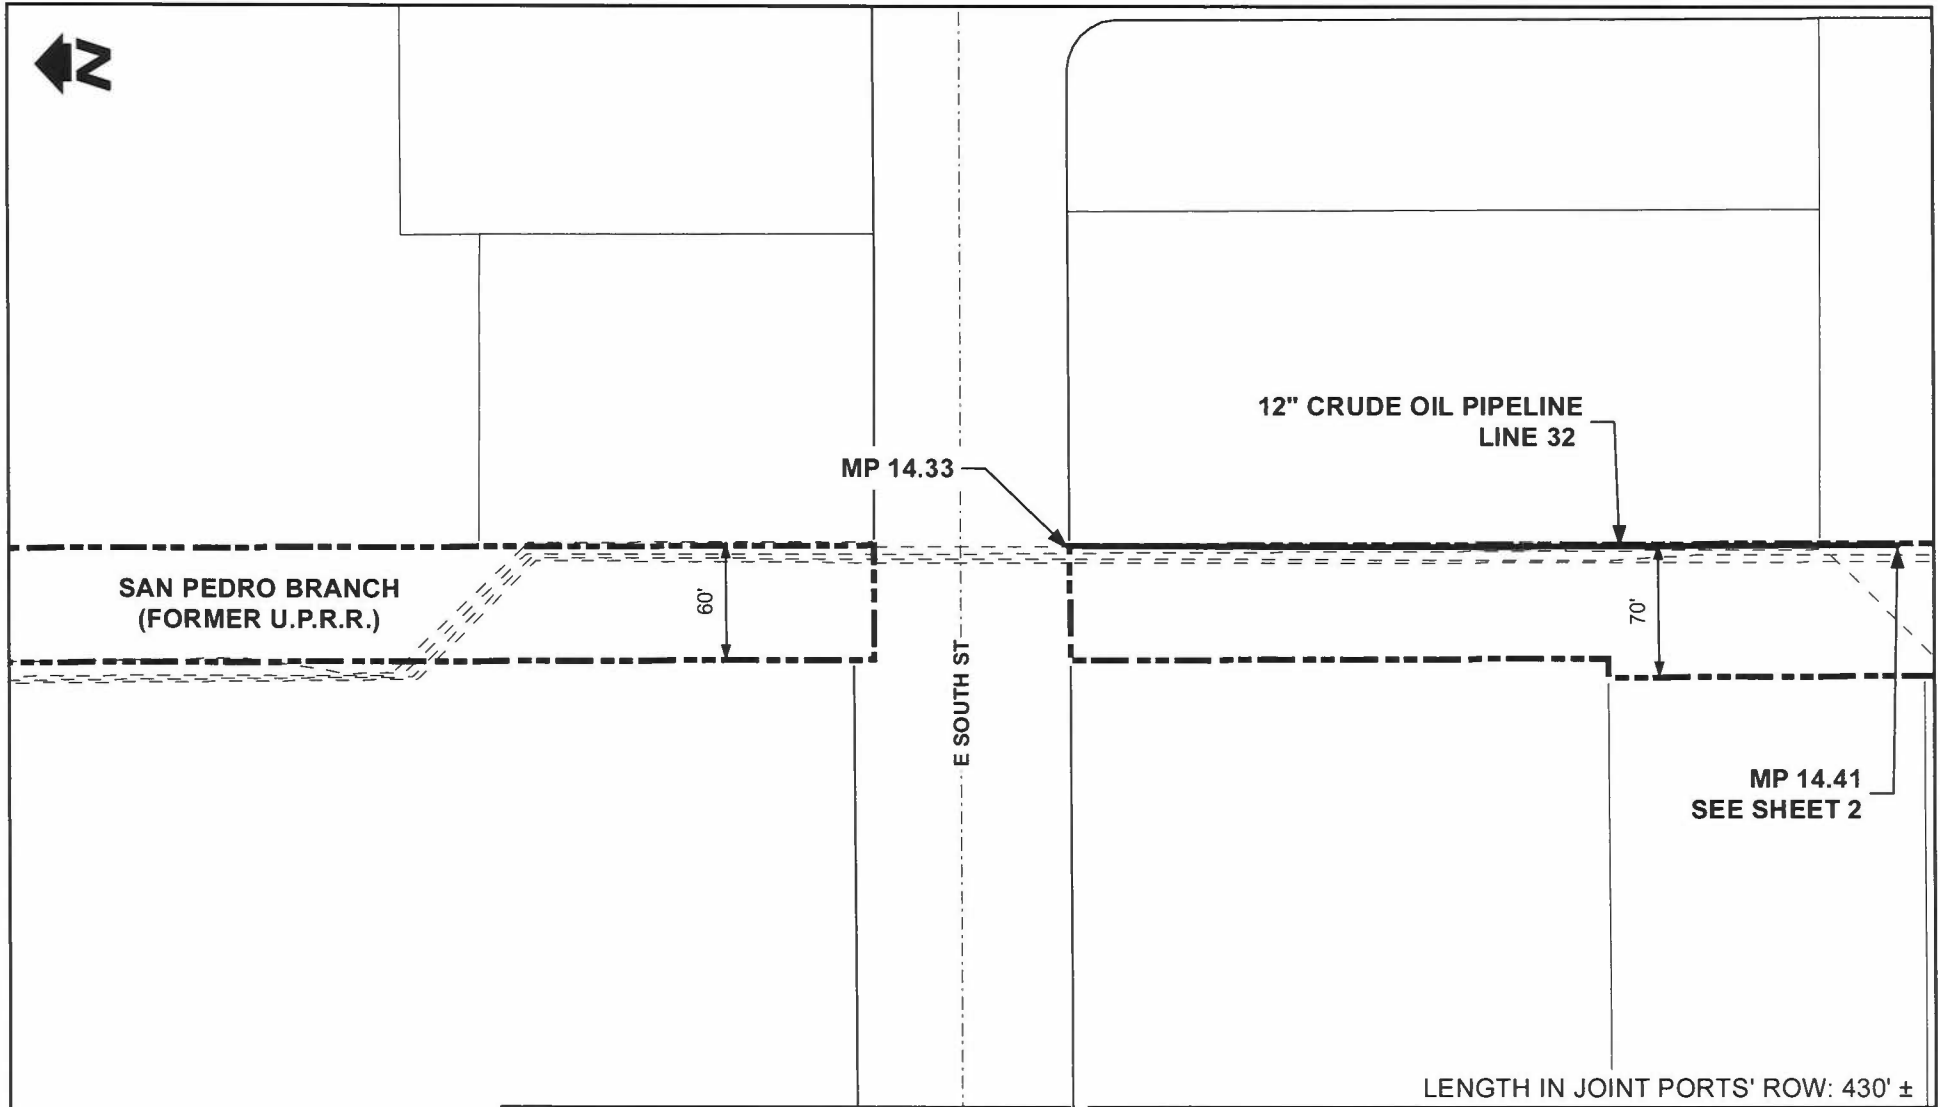 N
12" CRUDE OIL PIPELINE
LINE 32
MP 14.33
SAN PEDRO BRANCH
(FORMER U.P.R.R.)
60'
70'
E SOUTH ST
MP 14.41
SEE SHEET 2
LENGTH IN JOINT PORTS' ROW: 430' ±